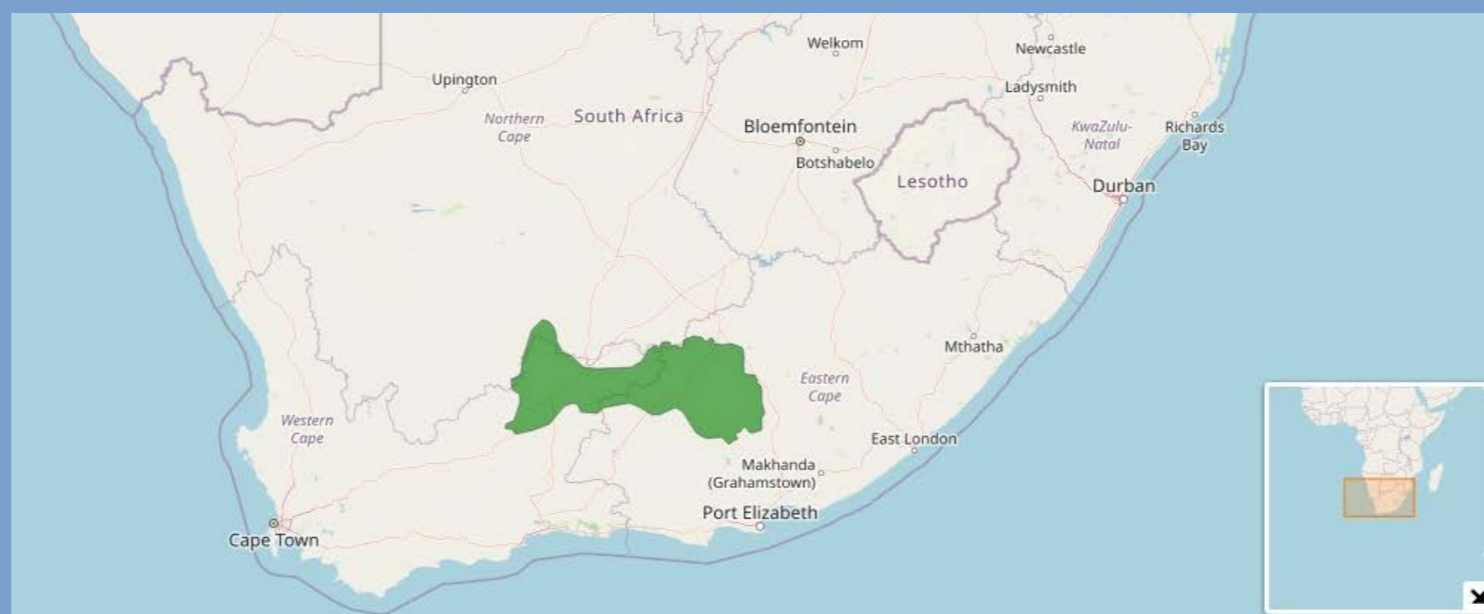 Welkom
Newcastle
Upington
Ladysmith
Northern
Cape
South Africa
Bloemfontein
KwaZulu-
Natal
Richards
Bay
Botshabelo
Lesotho
Durban
Mthatha
Eastern
Cape
Western
Cape
East London
Makhanda
(Grahamstown)
Port Elizabeth
Cape Town